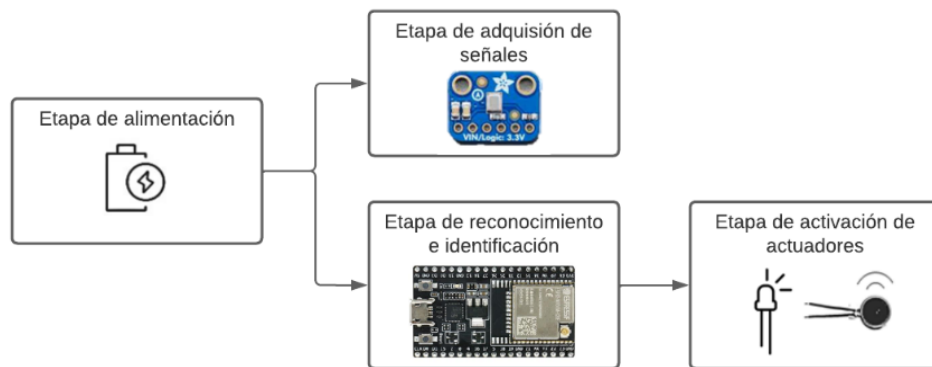 Etapa de alimentación
Etapa de adquisión de
señales
VIN/Logic: 3.3V
Etapa de reconocimiento
e identificación
Etapa de activación de
actuadores